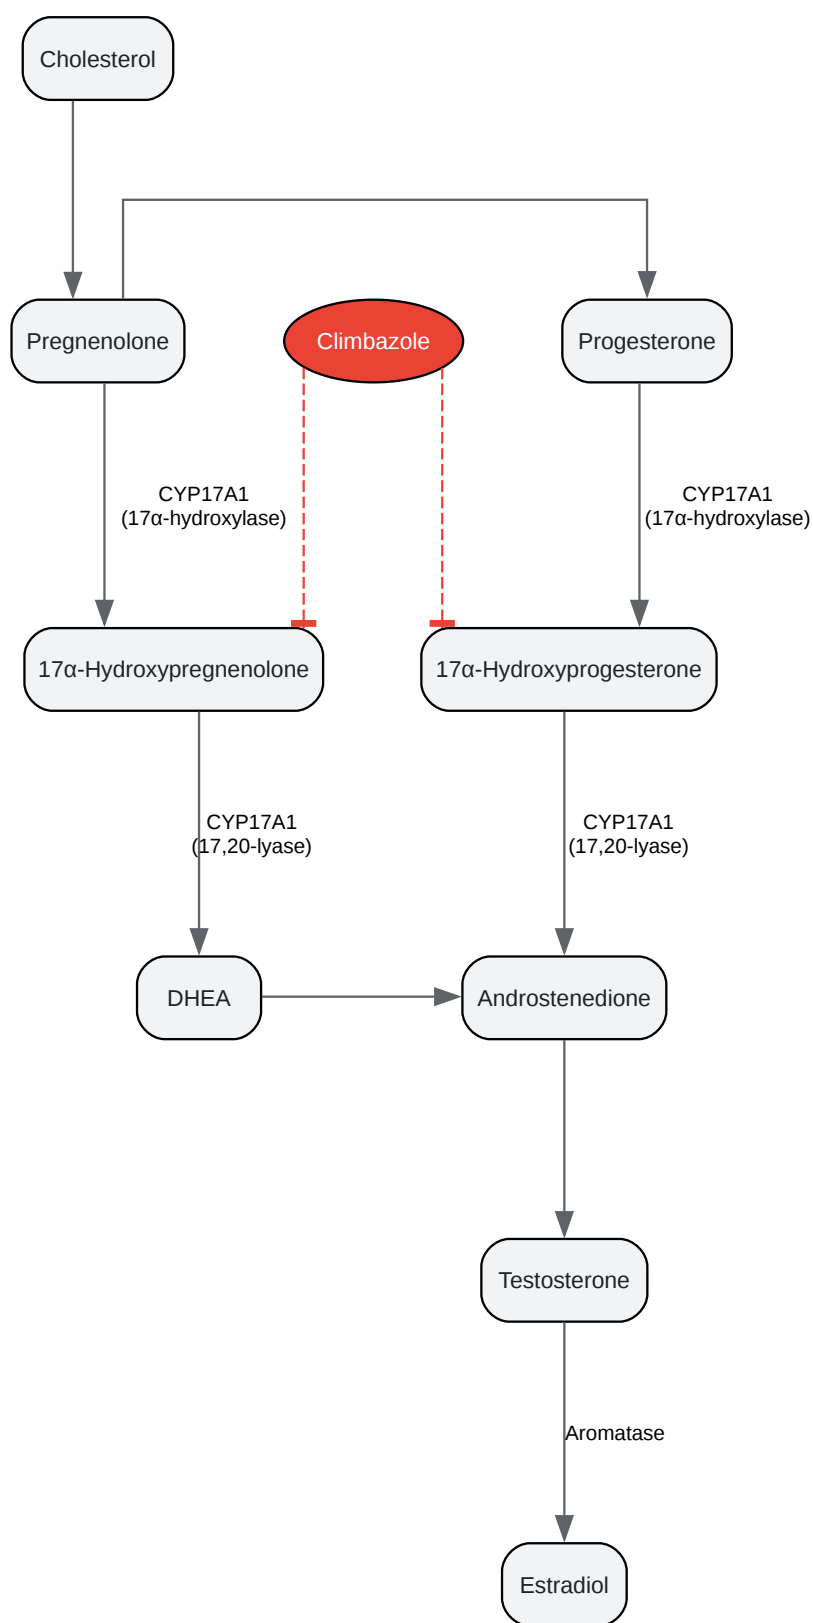 Cholesterol
Pregnenolone
Climbazole
Progesterone
CYP17A1
(17α-hydroxylase)
CYP17A1
(17α-hydroxylase)
17α-Hydroxypregnenolone
17α-Hydroxyprogesterone
CYP17A1
(17,20-lyase)
CYP17A1
(17,20-lyase)
DHEA
Androstenedione
Testosterone
Aromatase
Estradiol